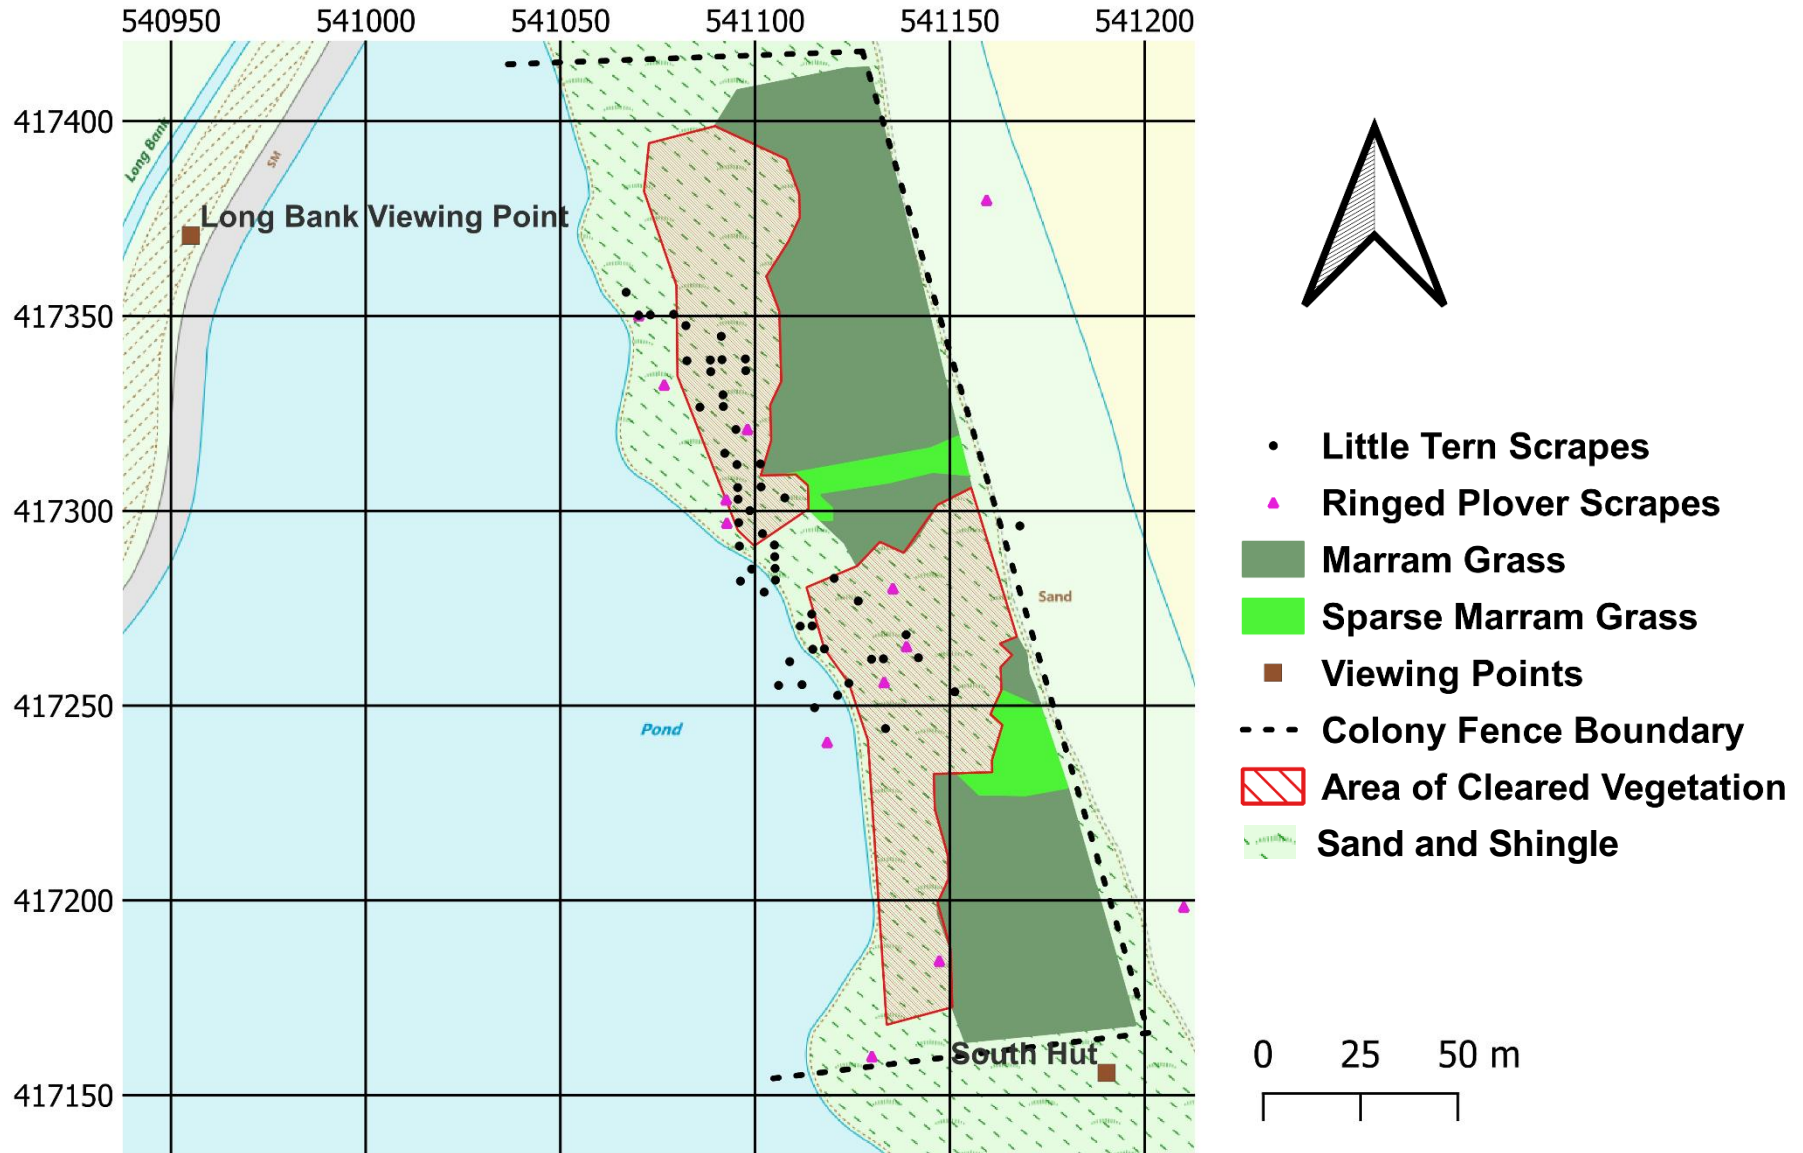 540950 541000 541050 541100 541150 541200
417400
Long Bank
SM
Long Bank Viewing Point
417350
417300
Sand
417250
Pond
417200
South Hut
417150
Little Tern Scrapes
Ringed Plover Scrapes
Marram Grass
Sparse Marram Grass
Viewing Points
Colony Fence Boundary
Area of Cleared Vegetation
Sand and Shingle
0 25 50 m